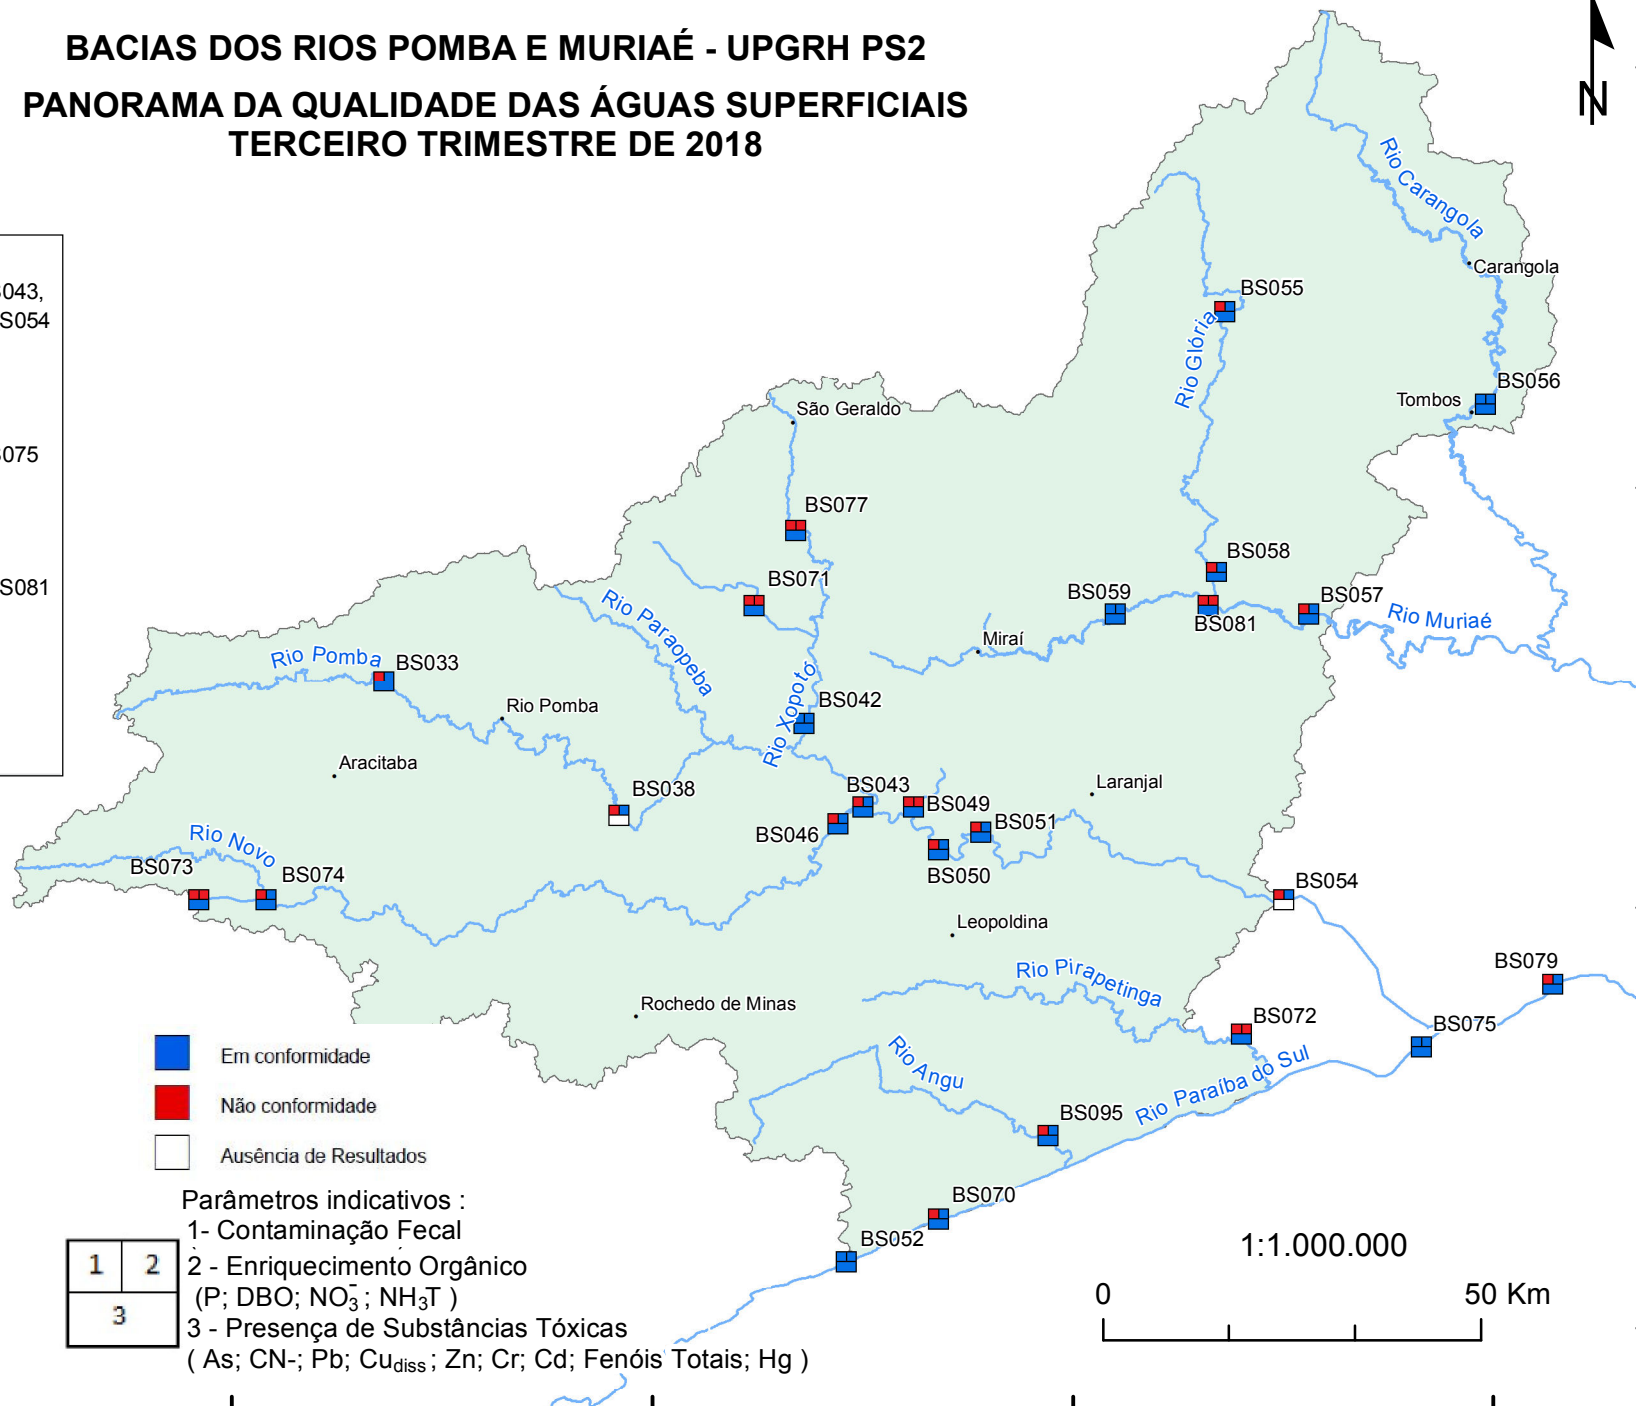 BACIAS DOS RIOS POMBA E MURIAÉ - UPGRH PS2
PANORAMA DA QUALIDADE DAS ÁGUAS SUPERFICIAIS
TERCEIRO TRIMESTRE DE 2018
N
043,
S054
075
S081
Rio Carangola
Carangola
BS055
Rio Glória
BS056
Tombos
São Geraldo
BS077
BS058
BS071
BS059
BS057
Rio Paraopeba
BS081
Rio Muriaé
Miraí
Rio Pomba
BS033
Rio Xopotó
BS042
Rio Pomba
Aracitaba
BS038
BS043
Laranjal
BS049
BS046
BS051
Rio Novo
BS073
BS074
BS050
BS054
Leopoldina
BS079
Rio Pirapetinga
Rochedo de Minas
BS072
BS075
Rio Angu
Rio Paraíba do Sul
BS095
BS070
BS052
Em conformidade
Não conformidade
Ausência de Resultados
Parâmetros indicativos :
1- Contaminação Fecal
1 2
2 - Enriquecimento Orgânico
(P; DBO; NO₃⁻; NH₃T )
3
3 - Presença de Substâncias Tóxicas
( As; CN-; Pb; Cu diss ; Zn; Cr; Cd; Fenóis Totais; Hg )
1:1.000.000
0 50 Km